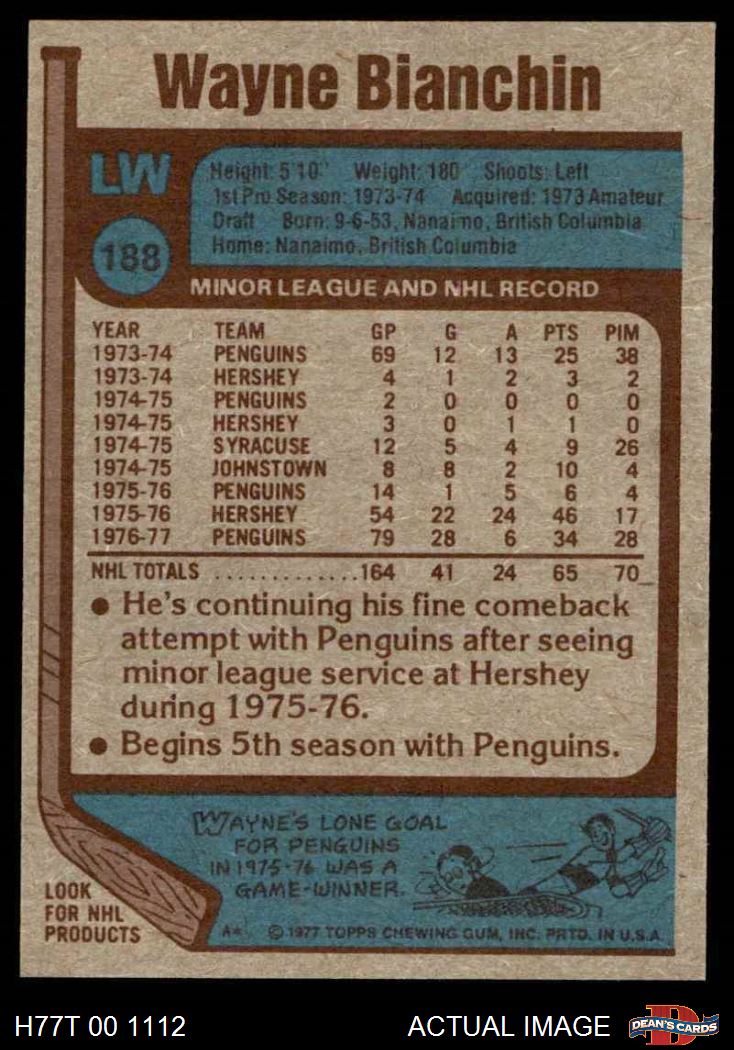 Wayne Bianchin
LW
188
Height: 5'10" Weight: 180 Shoots: Left
1st Pro Season: 1973-74 Acquired: 1973 Amateur
Draft Born: 9-6-53, Nanaimo, British Columbia
Home: Nanaimo, British Columbia
MINOR LEAGUE AND NHL RECORD
YEAR TEAM GP G A PTS PIM
1973-74 PENGUINS 69 12 13 25 38
1973-74 HERSHEY 4 1 2 3 2
1974-75 PENGUINS 2 0 0 0 0
1974-75 HERSHEY 3 0 1 1 0
1974-75 SYRACUSE 12 5 4 9 26
1974-75 JOHNSTOWN 8 8 2 10 4
1975-76 PENGUINS 14 1 5 6 4
1975-76 HERSHEY 54 22 24 46 17
1976-77 PENGUINS 79 28 6 34 28
NHL TOTALS ............. 164 41 24 65 70
• He's continuing his fine comeback
attempt with Penguins after seeing
minor league service at Hershey
during 1975-76.
• Begins 5th season with Penguins.
WAYNE'S LONE GOAL
FOR PENGUINS
IN 1975-76 WAS A
GAME-WINNER.
LOOK
FOR NHL
PRODUCTS
A* © 1977 TOPPS CHEWING GUM, INC. PRTD. IN U.S.A.
H77T 00 1112
ACTUAL IMAGE
D
DEAN'S CARDS